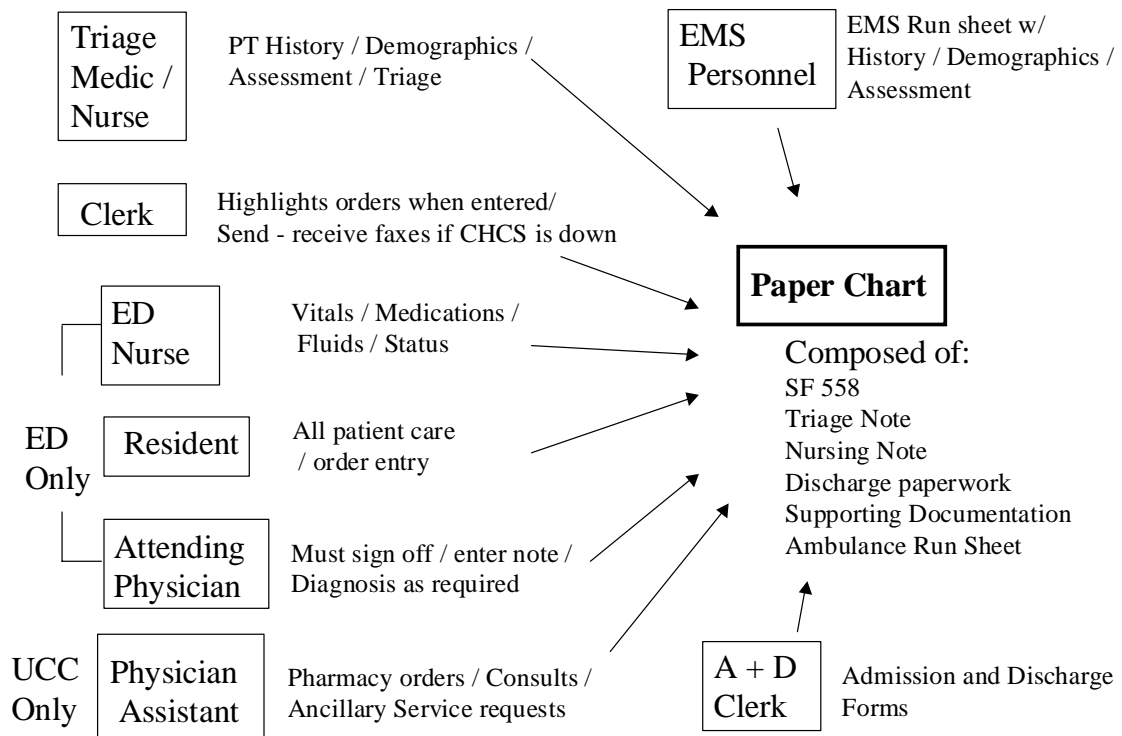 Triage
Medic /
Nurse
PT History / Demographics /
Assessment / Triage
EMS
Personnel
EMS Run sheet w/
History / Demographics /
Assessment
Clerk
Highlights orders when entered/
Send - receive faxes if CHCS is down
Paper Chart
Composed of:
SF 558
Triage Note
Nursing Note
Discharge paperwork
Supporting Documentation
Ambulance Run Sheet
ED
Nurse
Vitals / Medications /
Fluids / Status
ED
Only
Resident
All patient care
/ order entry
Attending
Physician
Must sign off / enter note /
Diagnosis as required
UCC
Only
Physician
Assistant
Pharmacy orders / Consults /
Ancillary Service requests
A + D
Clerk
Admission and Discharge
Forms